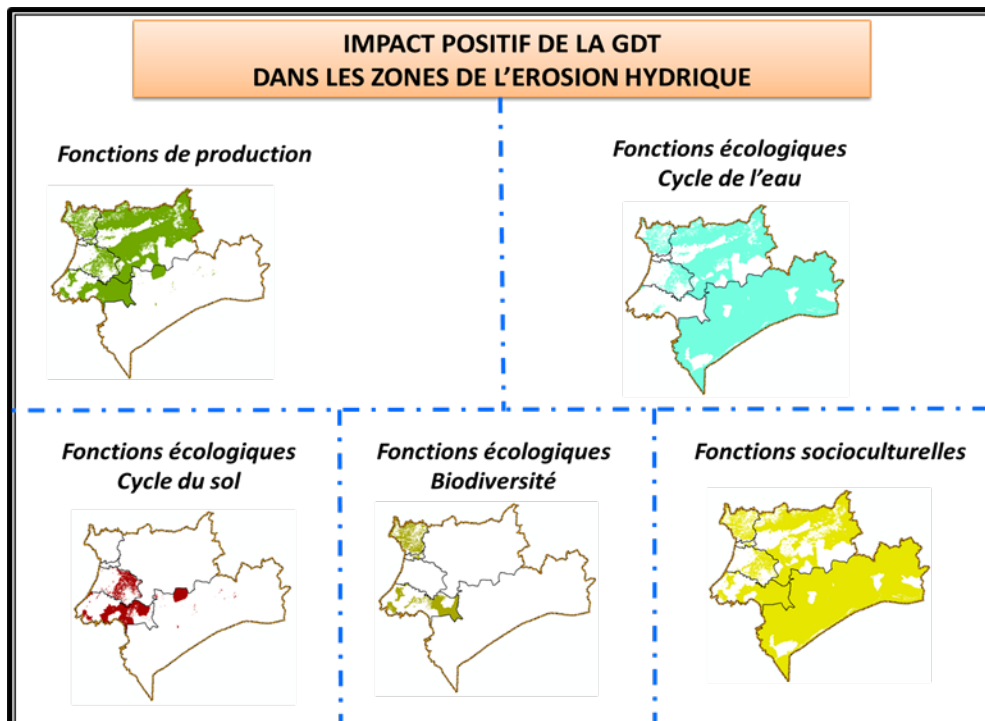 IMPACT POSITIF DE LA GDT
DANS LES ZONES DE L’EROSION HYDRIQUE
Fonctions de production
Fonctions écologiques
Cycle de l’eau
Fonctions écologiques
Cycle du sol
Fonctions écologiques
Biodiversité
Fonctions socioculturelles